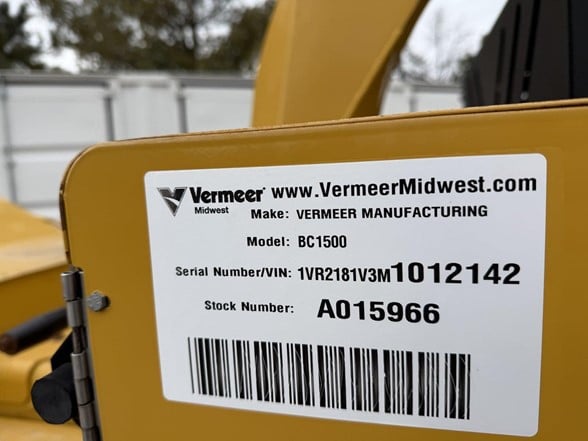 Vermeer® www.VermeerMidwest.com
Midwest
Make: VERMEER MANUFACTURING
Model: BC1500
Serial Number/VIN: 1VR2181V3M1012142
Stock Number: A015966